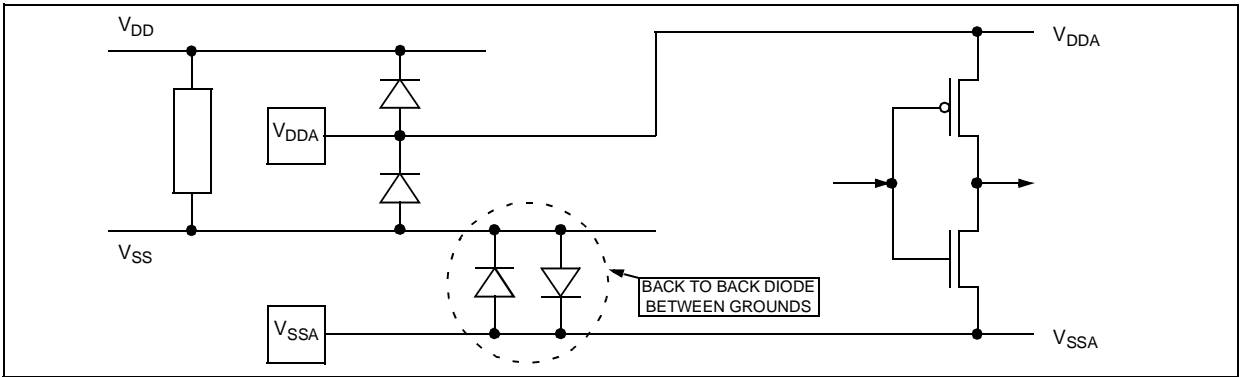 VDD
VDDA
VDDA
VSS
BACK TO BACK DIODE
BETWEEN GROUNDS
VSSA
VSSA